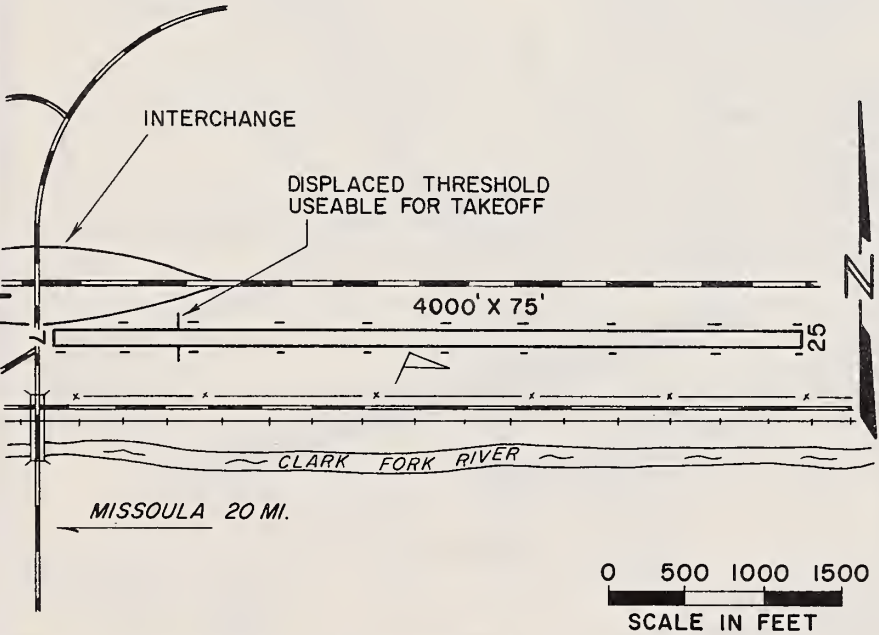 INTERCHANGE
DISPLACED THRESHOLD
USEABLE FOR TAKEOFF
N
4000' X 75'
7
25
CLARK FORK RIVER
MISSOULA 20 MI.
0 500 1000 1500
SCALE IN FEET